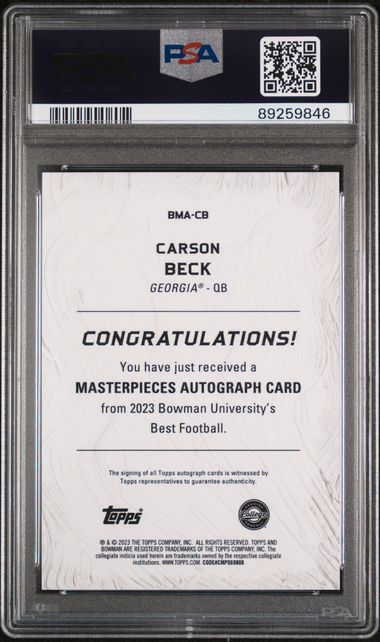 PSA
PSA
89259846
BMA-CB
CARSON
BECK
GEORGIA® - QB
CONGRATULATIONS!
You have just received a
MASTERPIECES AUTOGRAPH CARD
from 2023 Bowman University's
Best Football.
The signing of all Topps autograph cards is witnessed by
Topps representatives to guarantee authenticity.
Topps
® & © 2023 THE TOPPS COMPANY, INC. ALL RIGHTS RESERVED. TOPPS AND
BOWMAN ARE REGISTERED TRADEMARKS OF THE TOPPS COMPANY, INC. The
collegiate indicia used herein are trademarks owned by the respective collegiate
institutions. WWW.TOPPS.COM. CODE#CMP069808